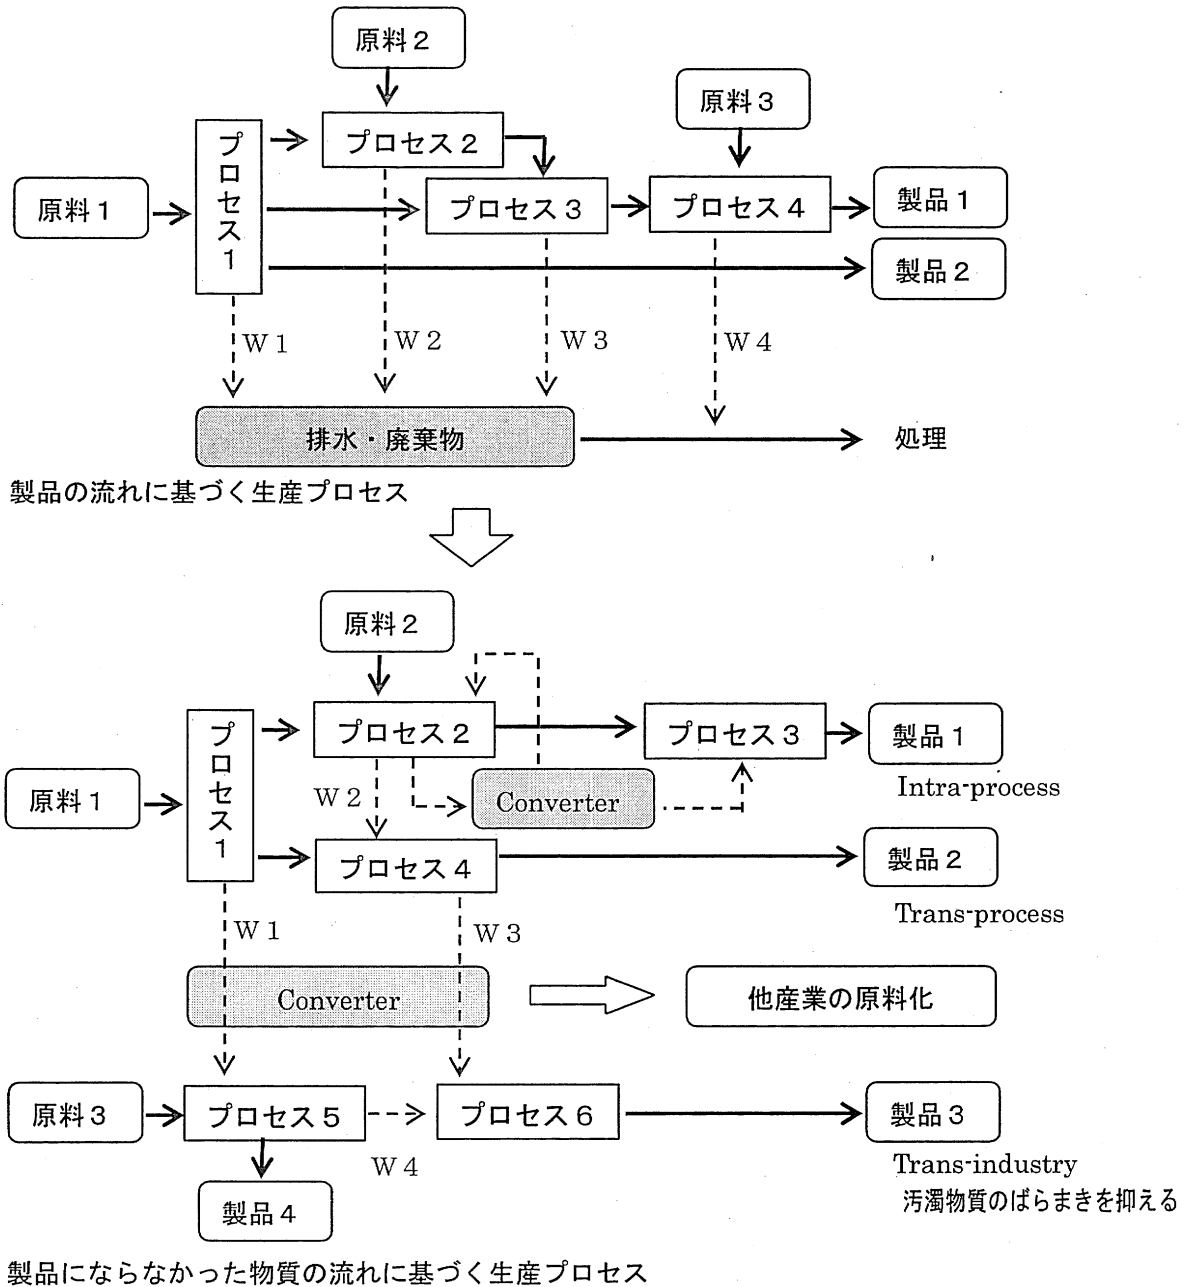 原料２
原料３
プロセス２
プロセス１
原料１
プロセス３
プロセス４
製品１
製品２
Ｗ１
Ｗ２
Ｗ３
Ｗ４
排水・廃棄物
処理
製品の流れに基づく生産プロセス
原料２
プロセス２
プロセス３
製品１
プロセス１
Intra-process
原料１
Ｗ２
Converter
プロセス４
製品２
Trans-process
Ｗ１
Ｗ３
Converter
他産業の原料化
原料３
プロセス５
プロセス６
製品３
Ｗ４
Trans-industry
汚濁物質のばらまきを抑える
製品４
製品にならなかった物質の流れに基づく生産プロセス